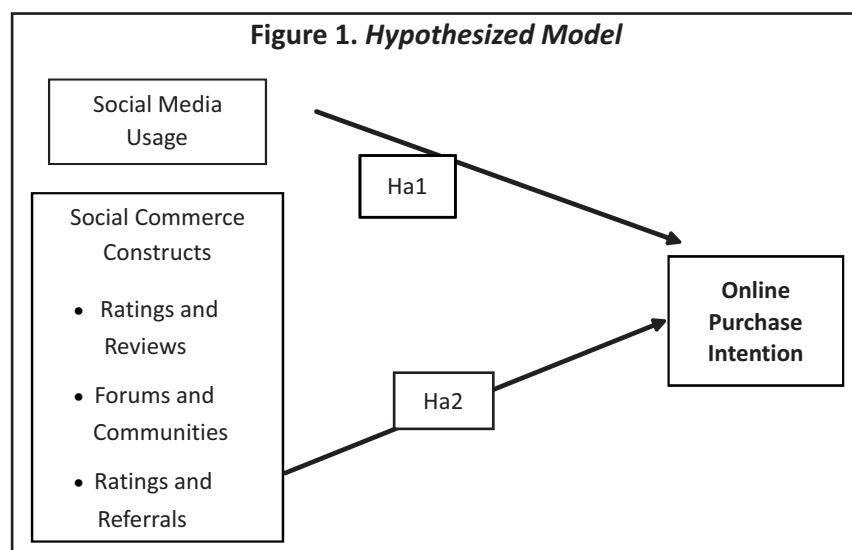 Figure 1. Hypothesized Model
Social Media
Usage
Ha1
Social Commerce
Constructs
• Ratings and
Reviews
• Forums and
Communities
• Ratings and
Referrals
Ha2
Online
Purchase
Intention